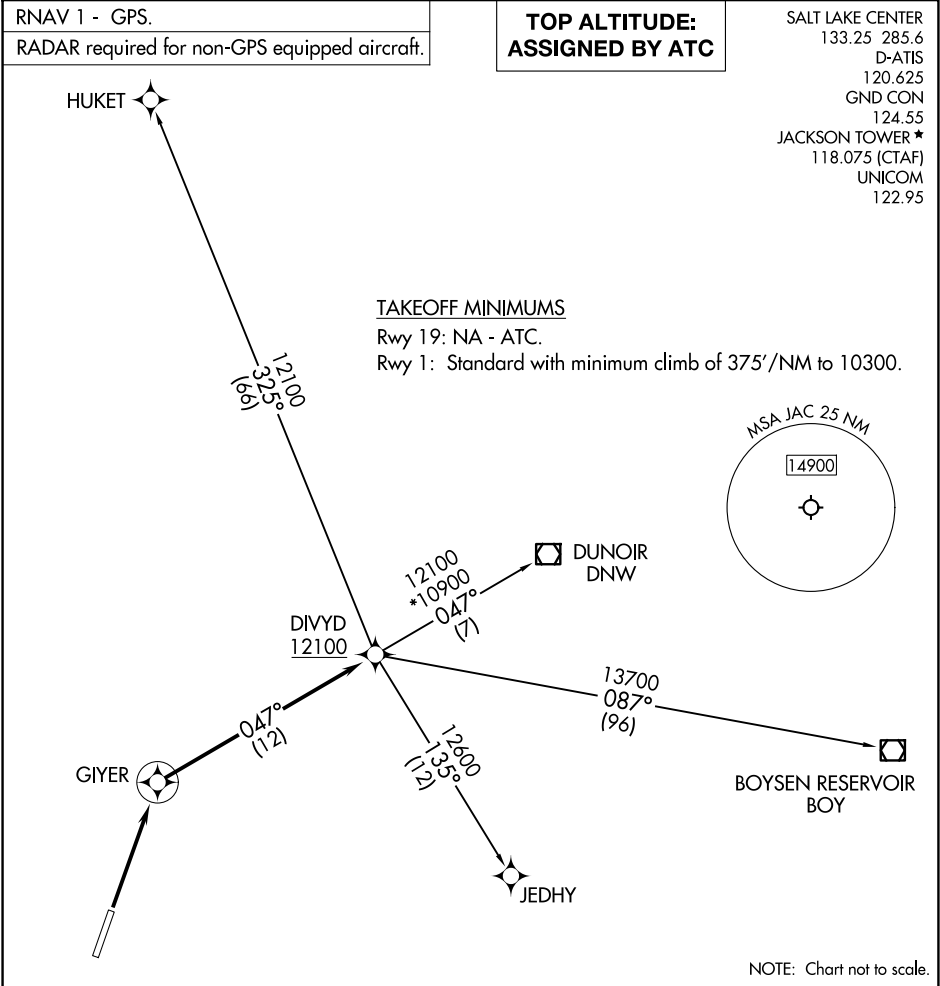 RNAV 1 - GPS.
RADAR required for non-GPS equipped aircraft.
TOP ALTITUDE:
ASSIGNED BY ATC
SALT LAKE CENTER
133.25 285.6
D-ATIS
120.625
GND CON
124.55
JACKSON TOWER ★
118.075 (CTAF)
UNICOM
122.95
HUKET
TAKEOFF MINIMUMS
Rwy 19: NA - ATC.
Rwy 1: Standard with minimum climb of 375'/NM to 10300.
12100
325°
(66)
MSA JAC 25 NM
14900
DUNOIR
DNW
12100
*10900
047°
(7)
DIVYD
12100
13700
087°
(96)
047°
(12)
12600
135°
(12)
GIYER
BOYSEN RESERVOIR
BOY
JEDHY
NOTE: Chart not to scale.